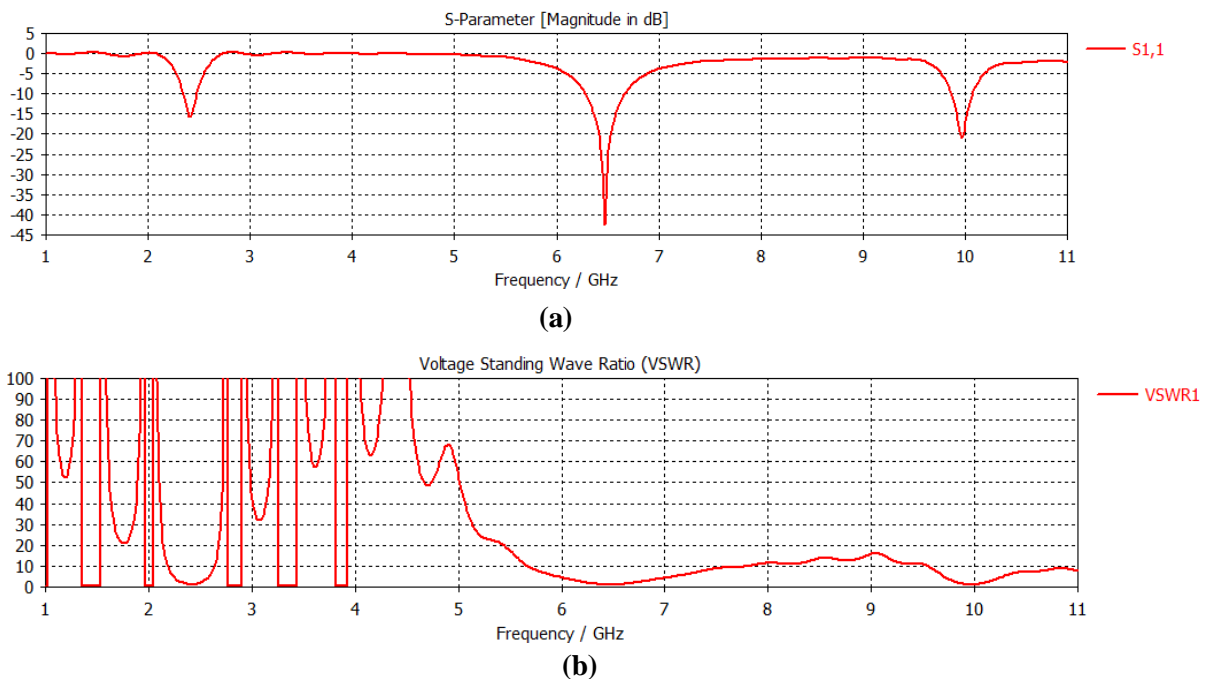 S-Parameter [Magnitude in dB]
5
0
-5
-10
-15
-20
-25
-30
-35
-40
-45
1 2 3 4 5 6 7 8 9 10 11
Frequency / GHz
S1,1
(a)
Voltage Standing Wave Ratio (VSWR)
100
90
80
70
60
50
40
30
20
10
0
1 2 3 4 5 6 7 8 9 10 11
Frequency / GHz
VSWR1
(b)